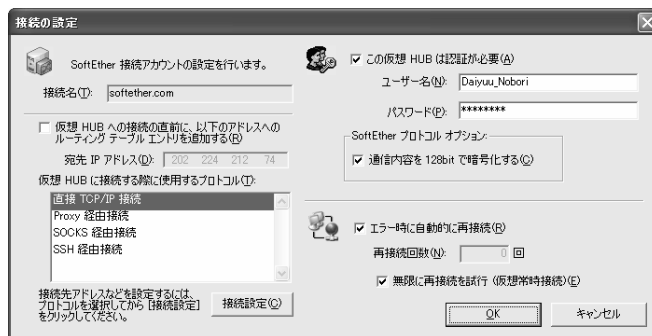 接続の設定
SoftEther 接続アカウントの設定を行います。
接続名(T):
softether.com
仮想 HUB への接続の直前に、以下のアドレスへの
ルーティング テーブル エントリを追加する(R)
宛先 IP アドレス(D):
202 224 212 74
仮想 HUB に接続する際に使用するプロトコル(T):
直接 TCP/IP 接続
Proxy 経由接続
SOCKS 経由接続
SSH 経由接続
接続先アドレスなどを設定するには、
プロトコルを選択してから [接続設定]
をクリックしてください。
接続設定(C)
この仮想 HUB は認証が必要(A)
ユーザー名(N):
Daiyuu_Nobori
パスワード(P):
********
SoftEther プロトコル オプション:
通信内容を 128bit で暗号化する(C)
エラー時に自動的に再接続(R)
再接続回数(N):
0
回
無限に再接続を試行 (仮想常時接続)(E)
OK
キャンセル